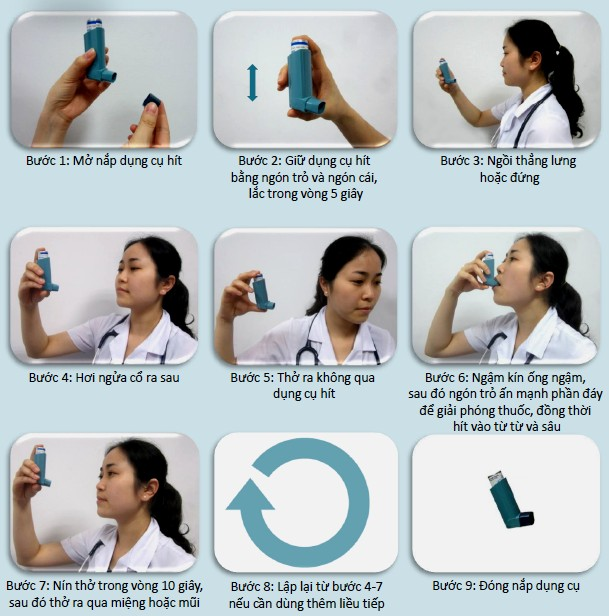 Bước 1: Mở nắp dụng cụ hít
Bước 2: Giữ dụng cụ hít
bằng ngón trỏ và ngón cái,
lắc trong vòng 5 giây
Bước 3: Ngồi thẳng lưng
hoặc đứng
Bước 4: Hơi ngửa cổ ra sau
Bước 5: Thở ra không qua
dụng cụ hít
Bước 6: Ngậm kín ống ngậm,
sau đó ngón trỏ ấn mạnh phần đáy
để giải phóng thuốc, đồng thời
hít vào từ từ và sâu
Bước 7: Nín thở trong vòng 10 giây,
sau đó thở ra qua miệng hoặc mũi
Bước 8: Lập lại từ bước 4-7
nếu cần dùng thêm liều tiếp
Bước 9: Đóng nắp dụng cụ